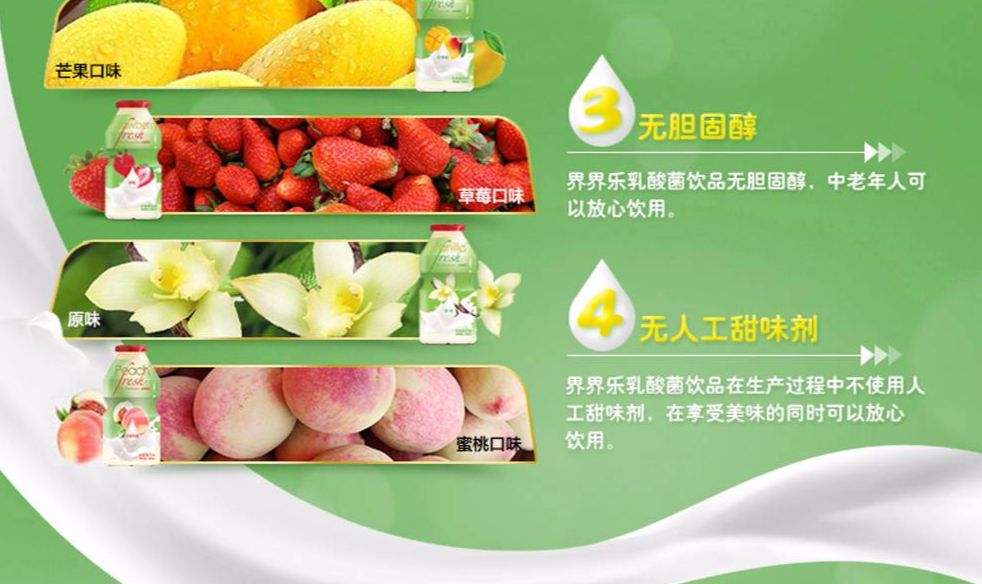 芒果口味
fresh
草莓口味
fresh
原味
Peach
fresh
蜜桃口味
3
无胆固醇
界界乐乳酸菌饮品无胆固醇，中老年人可
以放心饮用。
4
无人工甜味剂
界界乐乳酸菌饮品在生产过程中不使用人
工甜味剂，在享受美味的同时可以放心
饮用。